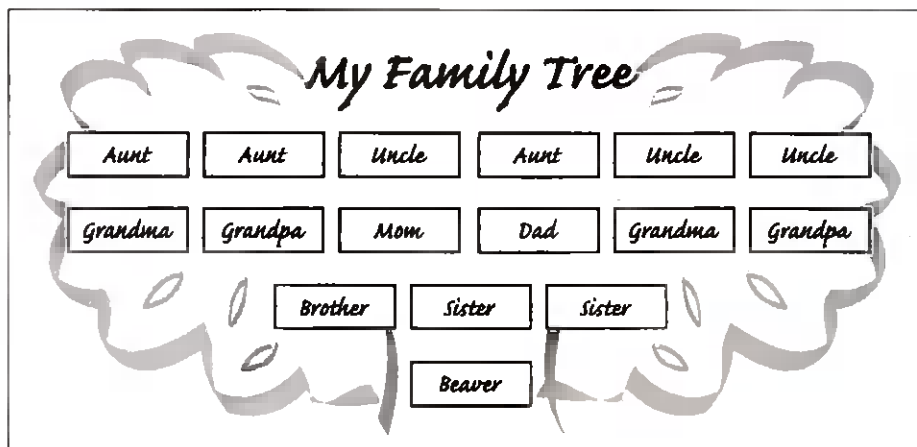 My Family Tree
Aunt Aunt Uncle Aunt Uncle Uncle
Grandma Grandpa Mom Dad Grandma Grandpa
Brother Sister Sister
Beaver